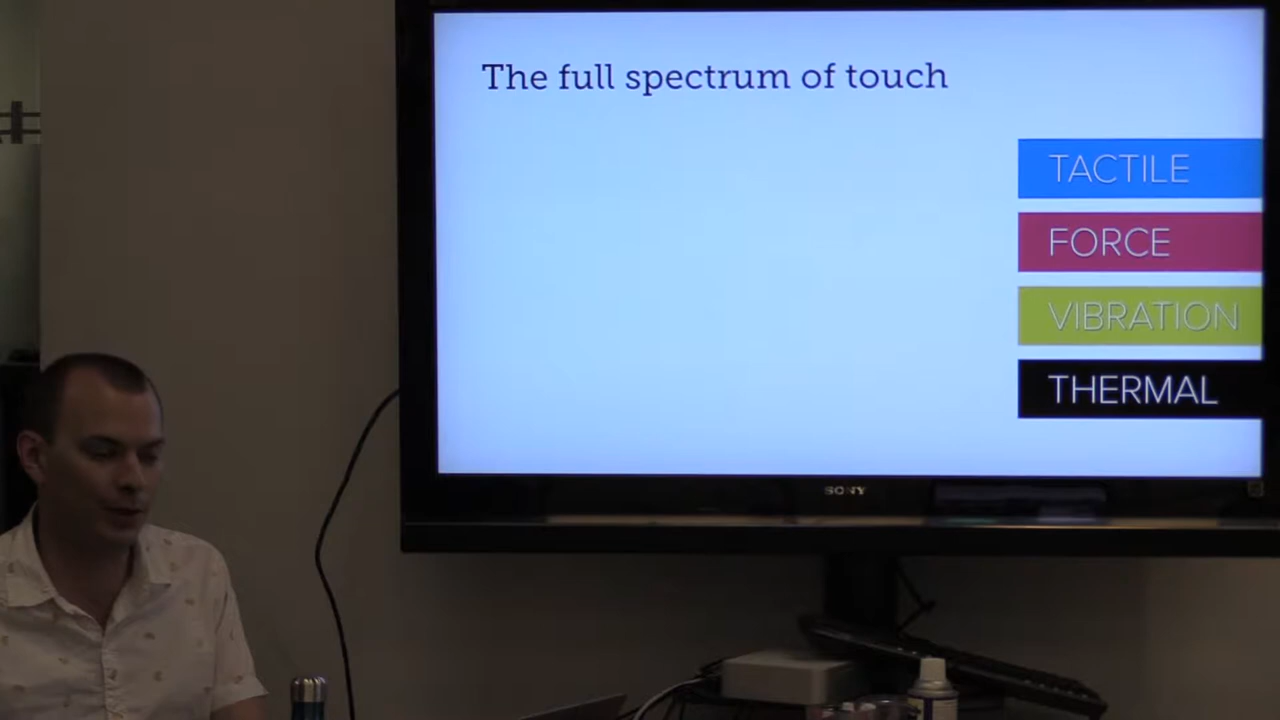 The full spectrum of touch
TACTILE
FORCE
VIBRATION
THERMAL
SONY